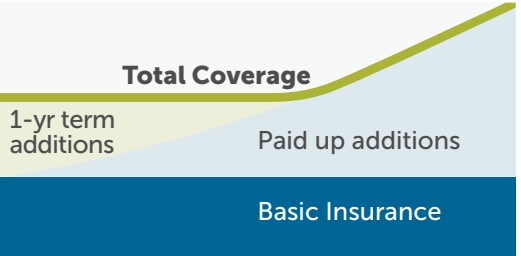 Total Coverage
1-yr term
additions
Paid up additions
Basic Insurance